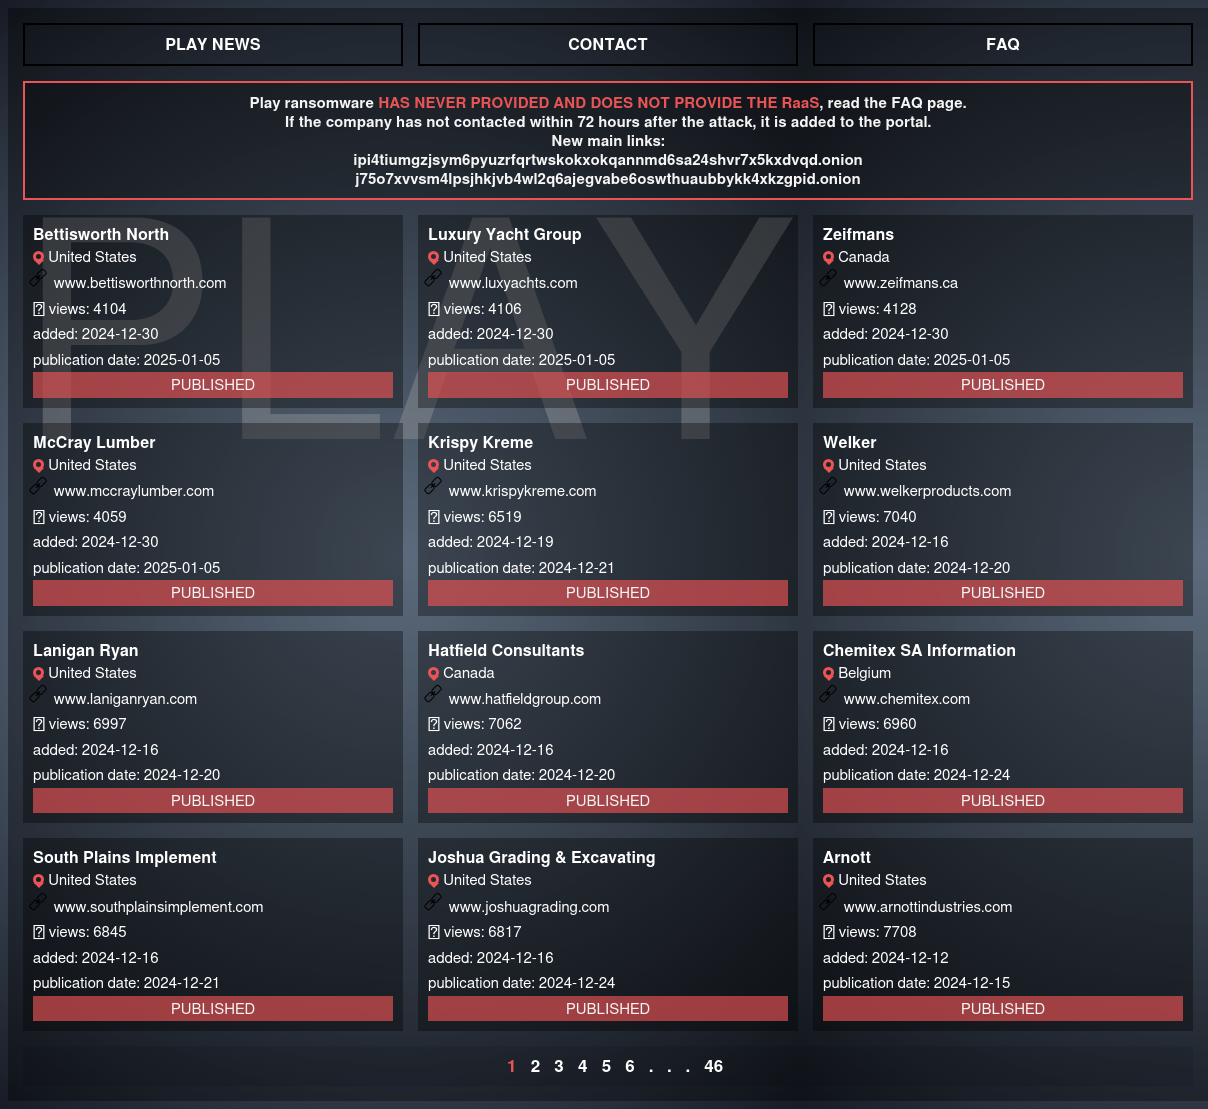 PLAY NEWS
CONTACT
FAQ
Play ransomware HAS NEVER PROVIDED AND DOES NOT PROVIDE THE RaaS, read the FAQ page.
If the company has not contacted within 72 hours after the attack, it is added to the portal.
New main links:
ipi4tiumgzjsym6pyuzrfqrtwskokxokqannmd6sa24shvr7x5kxdvqd.onion
j75o7xvvsm4lpsjhkjvb4wl2q6ajegvabe6oswthuaubbykk4xkzgpid.onion
PLAY
Bettisworth North
United States
www.bettisworthnorth.com
views: 4104
added: 2024-12-30
publication date: 2025-01-05
PUBLISHED
Luxury Yacht Group
United States
www.luxyachts.com
views: 4106
added: 2024-12-30
publication date: 2025-01-05
PUBLISHED
Zeifmans
Canada
www.zeifmans.ca
views: 4128
added: 2024-12-30
publication date: 2025-01-05
PUBLISHED
McCray Lumber
United States
www.mccraylumber.com
views: 4059
added: 2024-12-30
publication date: 2025-01-05
PUBLISHED
Krispy Kreme
United States
www.krispykreme.com
views: 6519
added: 2024-12-19
publication date: 2024-12-21
PUBLISHED
Welker
United States
www.welkerproducts.com
views: 7040
added: 2024-12-16
publication date: 2024-12-20
PUBLISHED
Lanigan Ryan
United States
www.laniganryan.com
views: 6997
added: 2024-12-16
publication date: 2024-12-20
PUBLISHED
Hatfield Consultants
Canada
www.hatfieldgroup.com
views: 7062
added: 2024-12-16
publication date: 2024-12-20
PUBLISHED
Chemitex SA Information
Belgium
www.chemitex.com
views: 6960
added: 2024-12-16
publication date: 2024-12-24
PUBLISHED
South Plains Implement
United States
www.southplainsimplement.com
views: 6845
added: 2024-12-16
publication date: 2024-12-21
PUBLISHED
Joshua Grading & Excavating
United States
www.joshuagrading.com
views: 6817
added: 2024-12-16
publication date: 2024-12-24
PUBLISHED
Arnott
United States
www.arnottindustries.com
views: 7708
added: 2024-12-12
publication date: 2024-12-15
PUBLISHED
1 2 3 4 5 6 . . . 46